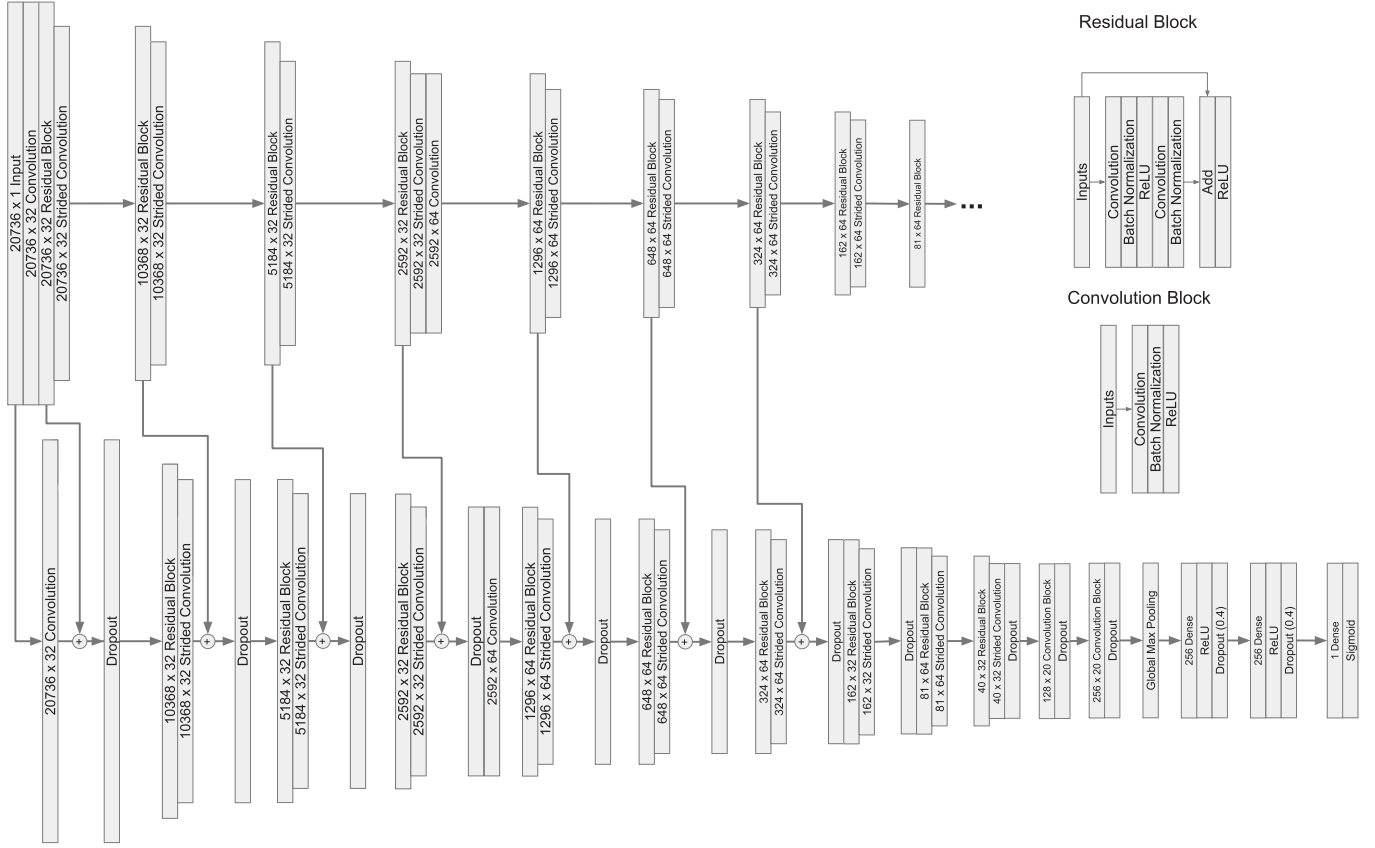 20736 x 1 Input
20736 x 32 Convolution
20736 x 32 Residual Block
20736 x 32 Strided Convolution
10368 x 32 Residual Block
10368 x 32 Strided Convolution
5184 x 32 Residual Block
5184 x 32 Strided Convolution
2592 x 32 Residual Block
2592 x 32 Strided Convolution
2592 x 64 Convolution
1296 x 64 Residual Block
1296 x 64 Strided Convolution
648 x 64 Residual Block
648 x 64 Strided Convolution
324 x 64 Residual Block
324 x 64 Strided Convolution
162 x 64 Residual Block
162 x 64 Strided Convolution
81 x 64 Residual Block
...
Residual Block
Inputs
Convolution
Batch Normalization
ReLU
Convolution
Batch Normalization
Add
ReLU
Convolution Block
Inputs
Convolution
Batch Normalization
ReLU
20736 x 32 Convolution
+
Dropout
10368 x 32 Residual Block
10368 x 32 Strided Convolution
+
Dropout
5184 x 32 Residual Block
5184 x 32 Strided Convolution
+
Dropout
2592 x 32 Residual Block
2592 x 32 Strided Convolution
+
Dropout
2592 x 64 Convolution
1296 x 64 Residual Block
1296 x 64 Strided Convolution
+
Dropout
648 x 64 Residual Block
648 x 64 Strided Convolution
+
Dropout
324 x 64 Residual Block
324 x 64 Strided Convolution
+
Dropout
162 x 32 Residual Block
162 x 32 Strided Convolution
Dropout
81 x 64 Residual Block
81 x 64 Strided Convolution
40 x 32 Residual Block
40 x 32 Strided Convolution
Dropout
128 x 20 Convolution Block
Dropout
256 x 20 Convolution Block
Dropout
Global Max Pooling
256 Dense
ReLU
Dropout (0.4)
256 Dense
ReLU
Dropout (0.4)
1 Dense
Sigmoid